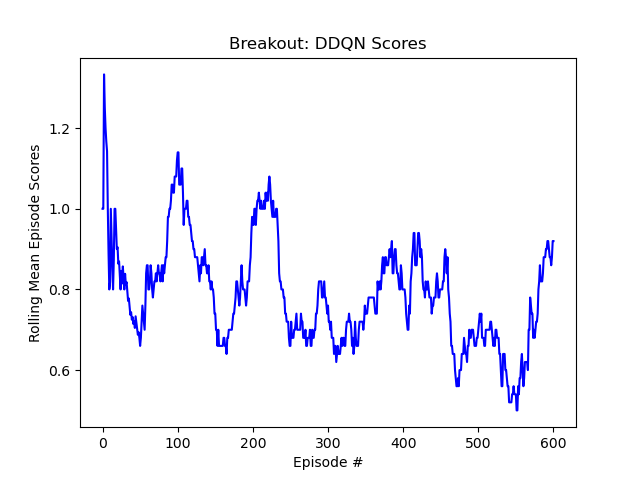 Breakout: DDQN Scores
Rolling Mean Episode Scores
1.2
1.0
0.8
0.6
0 100 200 300 400 500 600
Episode #